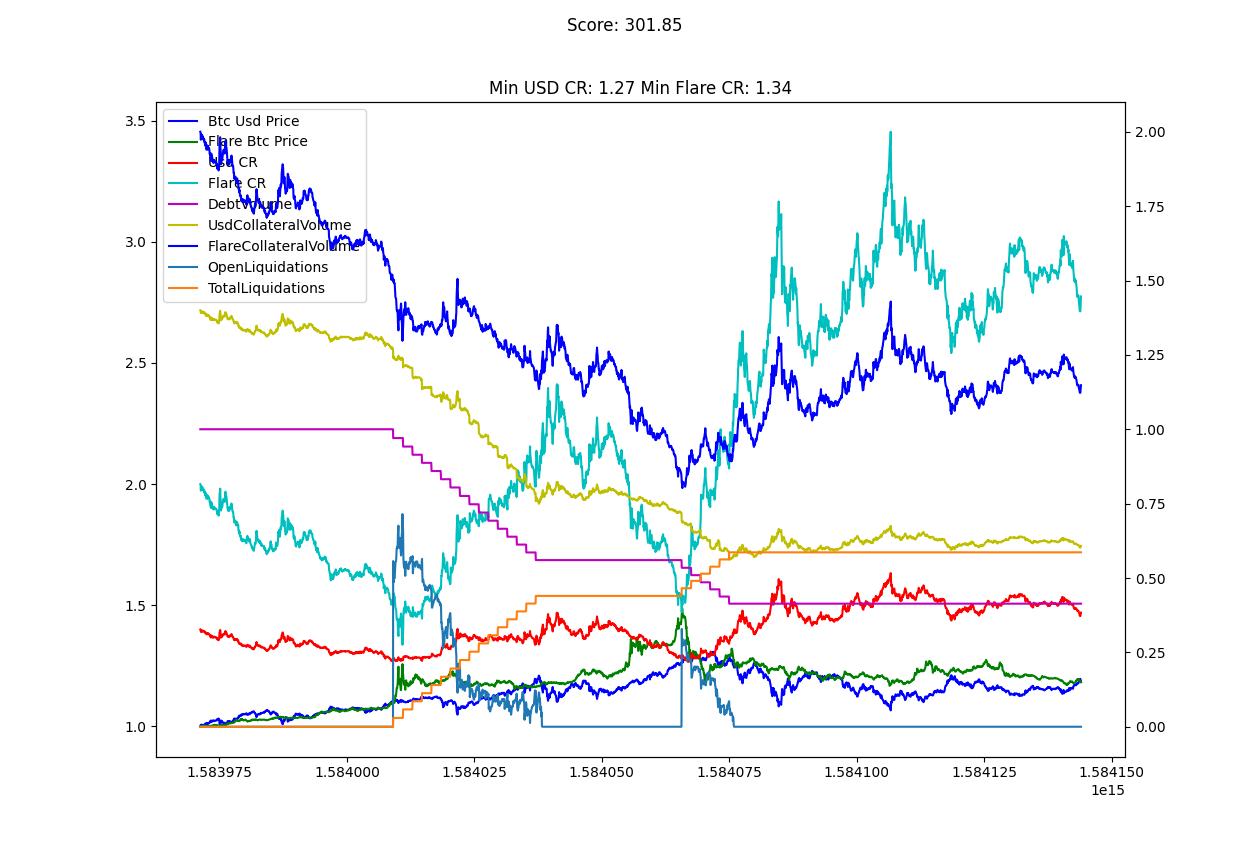 Score: 301.85
Min USD CR: 1.27 Min Flare CR: 1.34
Btc Usd Price
Flare Btc Price
Usd CR
Flare CR
DebtVolume
UsdCollateralVolume
FlareCollateralVolume
OpenLiquidations
TotalLiquidations
3.5
3.0
2.5
2.0
1.5
1.0
2.00
1.75
1.50
1.25
1.00
0.75
0.50
0.25
0.00
1.583975 1.584000 1.584025 1.584050 1.584075 1.584100 1.584125 1.584150
1e15